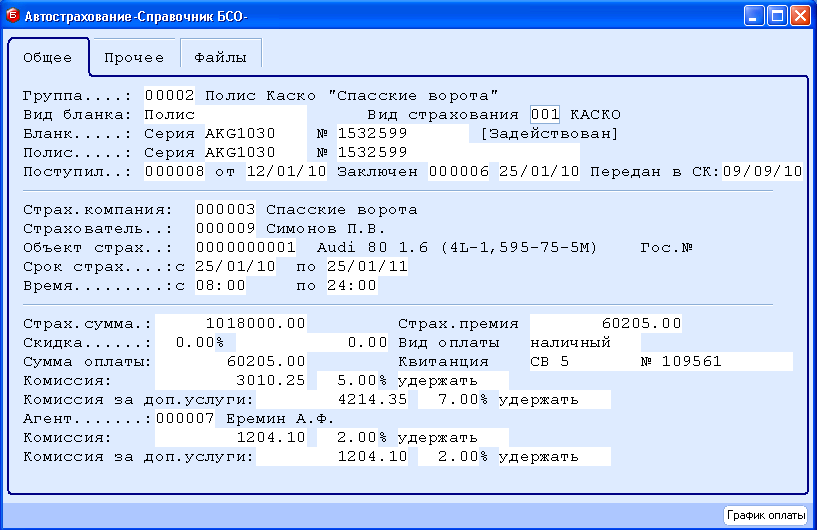 Автострахование -Справочник БСО-
Общее Прочее Файлы
Группа....: 00002 Полис Каско "Спасские ворота"
Вид бланка: Полис Вид страхования 001 КАСКО
Бланк.....: Серия AKG1030 № 1532599 [Задействован]
Полис.....: Серия AKG1030 № 1532599
Поступил..: 000008 от 12/01/10 Заключен 000006 25/01/10 Передан в СК: 09/09/10
Страх.компания: 000003 Спасские ворота
Страхователь..: 000009 Симонов П.В.
Объект страх..: 0000000001 Audi 80 1.6 (4L-1,595-75-5M) Гос.№
Срок страх....:с 25/01/10 по 25/01/11
Время.........:с 08:00 по 24:00
Страх.сумма.: 1018000.00 Страх.премия 60205.00
Скидка......: 0.00% 0.00 Вид оплаты наличный
Сумма оплаты: 60205.00 Квитанция СВ 5 № 109561
Комиссия: 3010.25 5.00% удержать
Комиссия за доп.услуги: 4214.35 7.00% удержать
Агент.......:000007 Еремин А.Ф.
Комиссия: 1204.10 2.00% удержать
Комиссия за доп.услуги: 1204.10 2.00% удержать
График оплаты